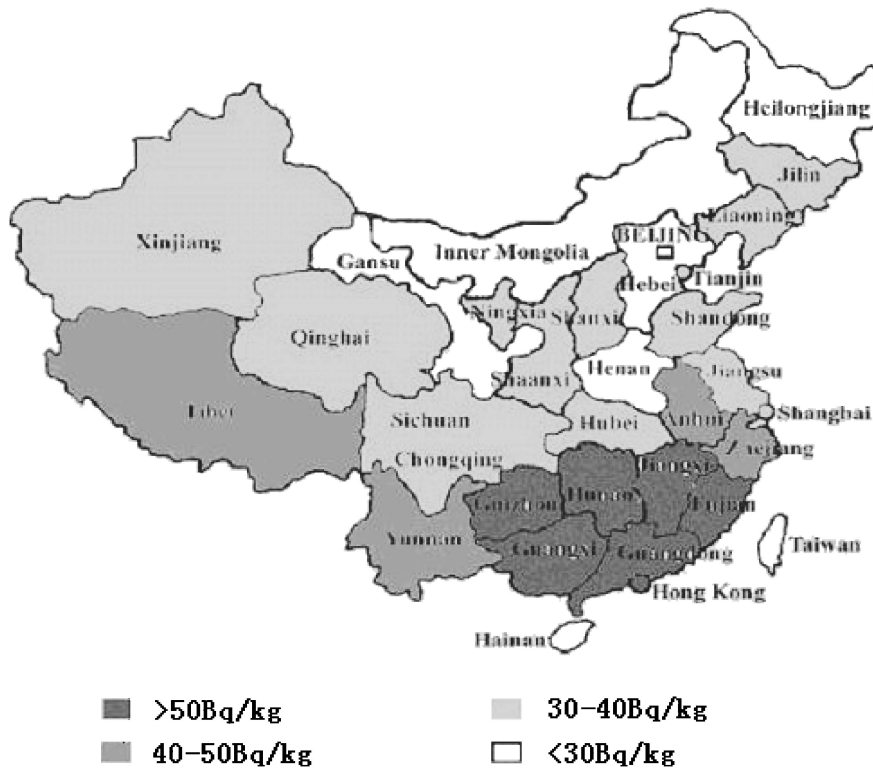 Heilongjiang
Jilin
Liaoning
Xinjiang
Gansu
Inner Mongolia
BEIJING
Hebei
Tianjin
Ningxia
Shanxi
Shandong
Qinghai
Shaanxi
Henan
Jiangsu
Tibet
Sichuan
Hubei
Anhui
Shanghai
Chongqing
Zhejiang
Jiangxi
Guizhou
Hunan
Fujian
Yunnan
Guangxi
Guangdong
Taiwan
Hong Kong
Hainan
>50Bq/kg
30-40Bq/kg
40-50Bq/kg
<30Bq/kg